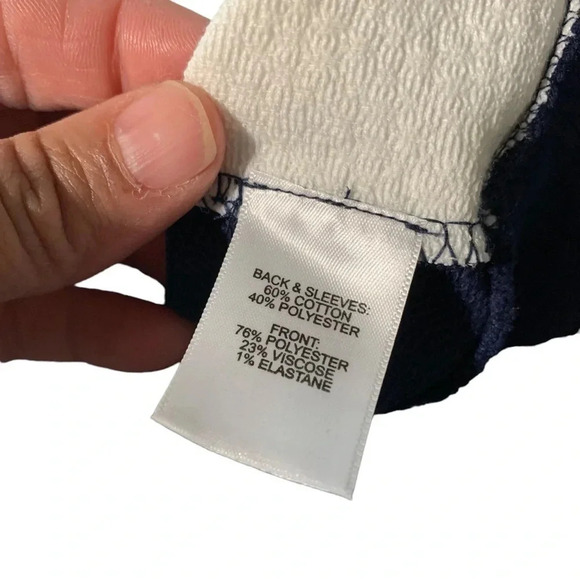 BACK & SLEEVES:
60% COTTON
40% POLYESTER
FRONT:
76% POLYESTER
23% VISCOSE
1% ELASTANE